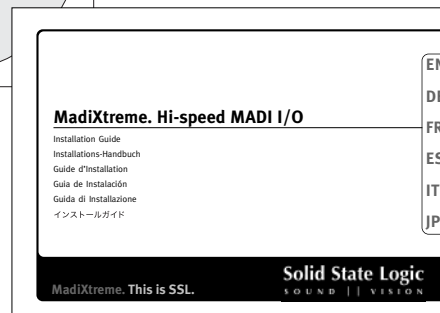 MadiXtreme. Hi-speed MADI I/O
Installation Guide
Installations-Handbuch
Guide d'Installation
Guia de Instalación
Guida di Installazione
インストールガイド
EN
DE
FR
ES
IT
JP
MadiXtreme. This is SSL.
Solid State Logic
SOUND || VISION